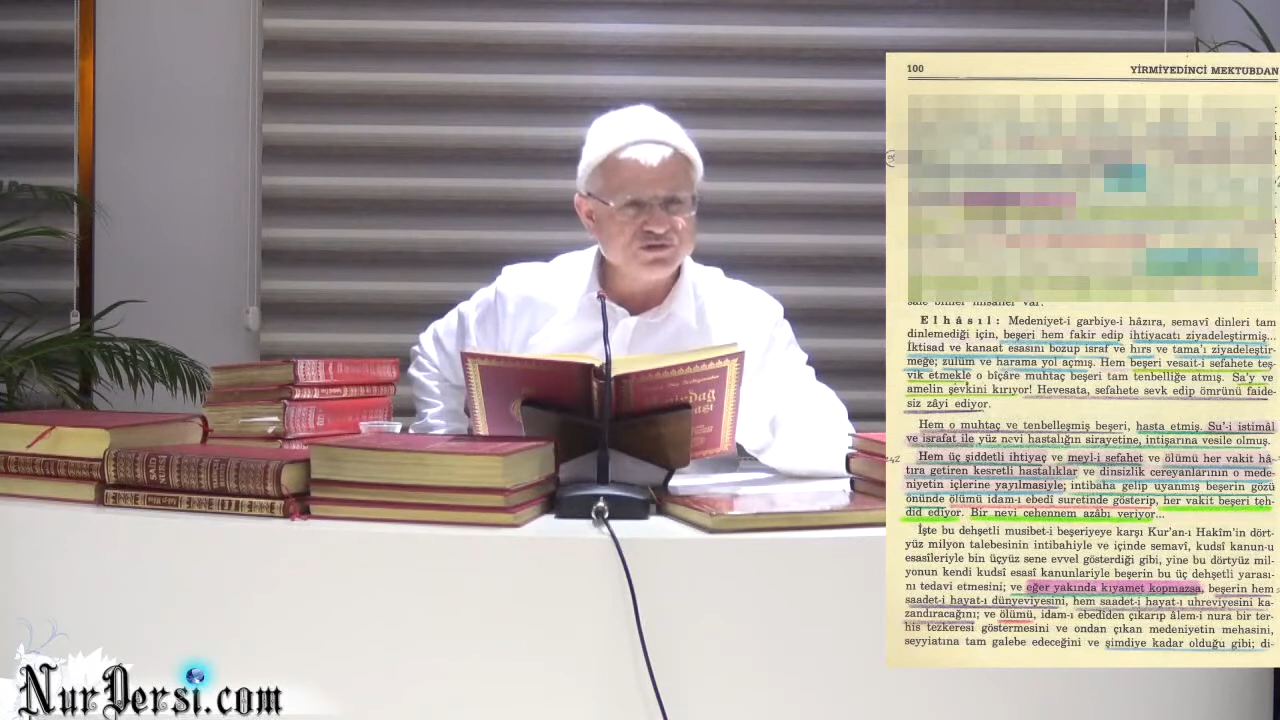 100 YİRMİYEDİNCİ MEKTUBDAN
E l h â s ı l : Medeniyet-i garbiye-i hâzıra, semavî dinleri tam
dinlemediği için, beşeri hem fakir edip ihtiyacatı ziyadeleştirmiş...
İktisad ve kanaat esasını bozup israf ve hırs ve tama'ı ziyadeleştir-
meğe; zulüm ve harama yol açmış. Hem beşeri vesait-i sefahete teş-
vik etmekle o bîçâre muhtaç beşeri tam tenbelliğe atmış. Sa'y ve
amelin şevkini kırıyor! Hevesata, sefahete sevk edip ömrünü faide-
siz zâyi ediyor.
Hem o muhtaç ve tenbelleşmiş beşeri, hasta etmiş. Su'-i istimâl
ve israfat ile yüz nevi hastalığın sirayetine, intişarına vesile olmuş.
Hem üç şiddetli ihtiyaç ve meyl-i sefahet ve ölümü her vakit hâ-
tıra getiren kesretli hastalıklar ve dinsizlik cereyanlarının o mede-
niyetin içlerine yayılmasiyle; intibaha gelip uyanmış beşerin gözü
önünde ölümü idam-ı ebedî suretinde gösterip, her vakit beşeri teh-
did ediyor. Bir nevi cehennem azâbı veriyor...
İşte bu dehşetli musibet-i beşeriyeye karşı Kur'an-ı Hakîm'in dört-
yüz milyon talebesinin intibahiyle ve içinde semavî, kudsî kanun-u
esasîleriyle bin üçyüz sene evvel gösterdiği gibi, yine bu dörtyüz mil-
yonun kendi kudsî esasî kanunlariyle beşerin bu üç dehşetli yarası-
nı tedavi etmesini; ve eğer yakında kıyamet kopmazsa, beşerin hem
saadet-i hayat-ı dünyeviyesini, hem saadet-i hayat-ı uhreviyesini ka-
zandıracağını; ve ölümü, idam-ı ebedîden çıkarıp âlem-i nura bir ter-
his tezkeresi göstermesini ve ondan çıkan medeniyetin mehasini,
seyyiatına tam galebe edeceğini ve şimdiye kadar olduğu gibi; di-
SAID
NURSÎ
NurDersi.com